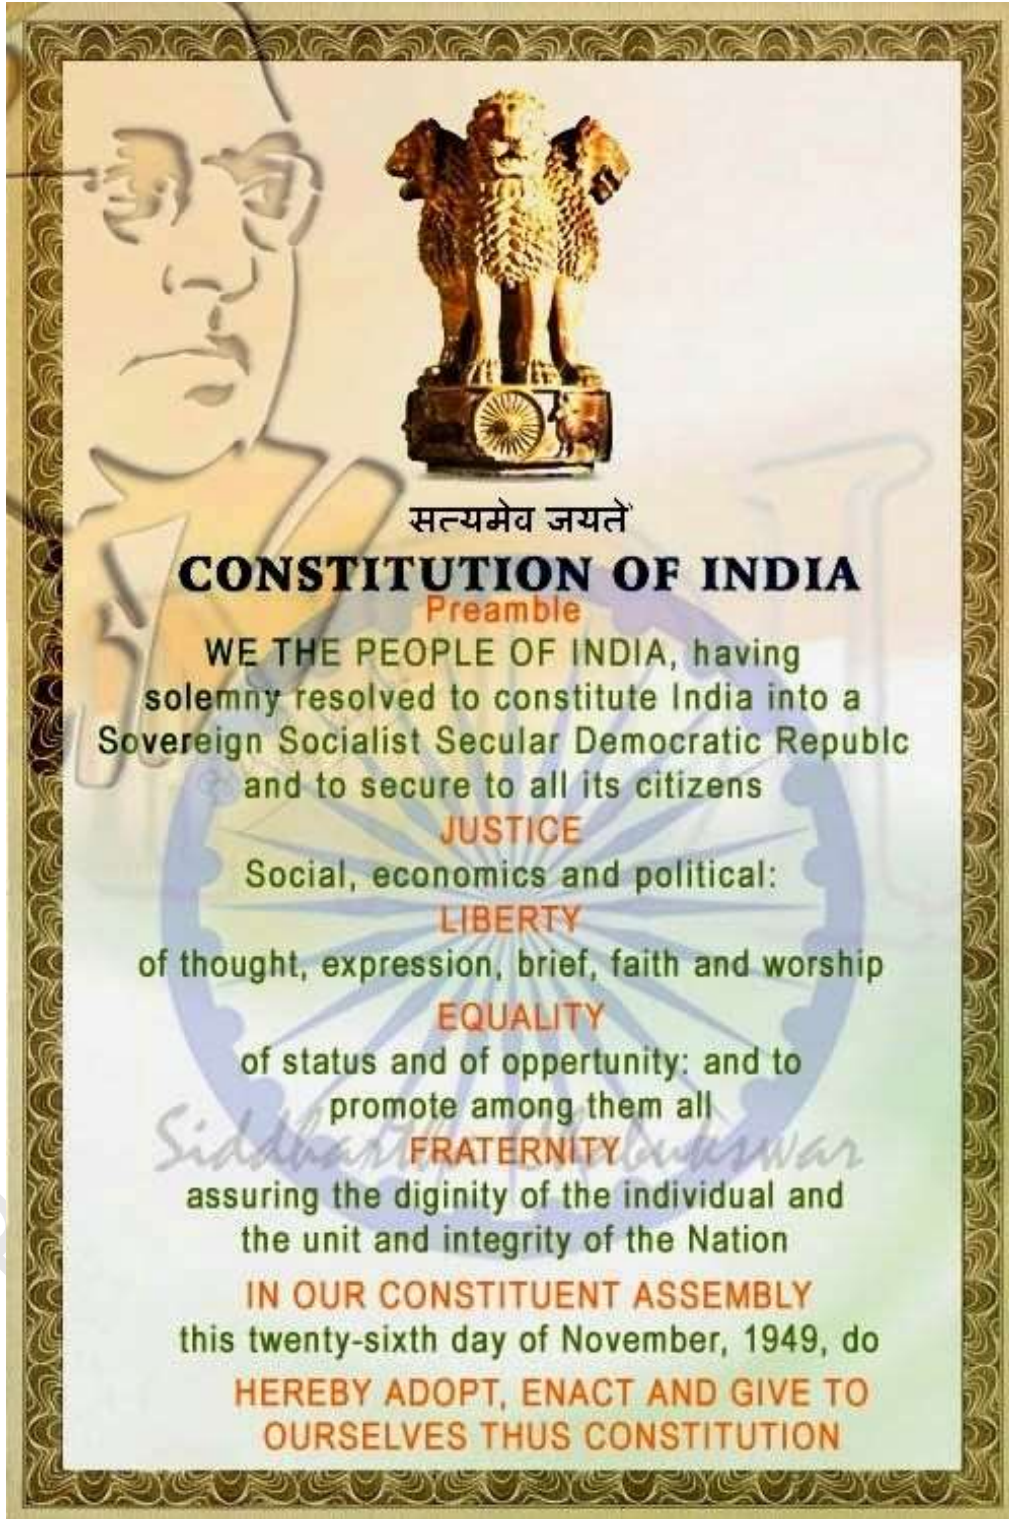 सत्यमेव जयते
CONSTITUTION OF INDIA
Preamble
WE THE PEOPLE OF INDIA, having
solemny resolved to constitute India into a
Sovereign Socialist Secular Democratic Republc
and to secure to all its citizens
JUSTICE
Social, economics and political:
LIBERTY
of thought, expression, brief, faith and worship
EQUALITY
of status and of oppertunity: and to
promote among them all
Siddharth Chabukswar
FRATERNITY
assuring the diginity of the individual and
the unit and integrity of the Nation
IN OUR CONSTITUENT ASSEMBLY
this twenty-sixth day of November, 1949, do
HEREBY ADOPT, ENACT AND GIVE TO
OURSELVES THUS CONSTITUTION